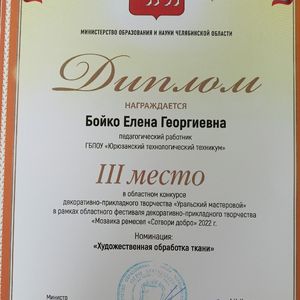 МИНИСТЕРСТВО ОБРАЗОВАНИЯ И НАУКИ ЧЕЛЯБИНСКОЙ ОБЛАСТИ
Диплом
НАГРАЖДАЕТСЯ
Бойко Елена Георгиевна
педагогический работник
ГБПОУ «Юрюзанский технологический техникум»
III место
в областном конкурсе
декоративно-прикладного творчества «Уральский мастеровой»
в рамках областного фестиваля декоративно-прикладного творчества
«Мозаика ремесел «Сотвори добро» 2022 г.
Номинация:
«Художественная обработка ткани»
Министр